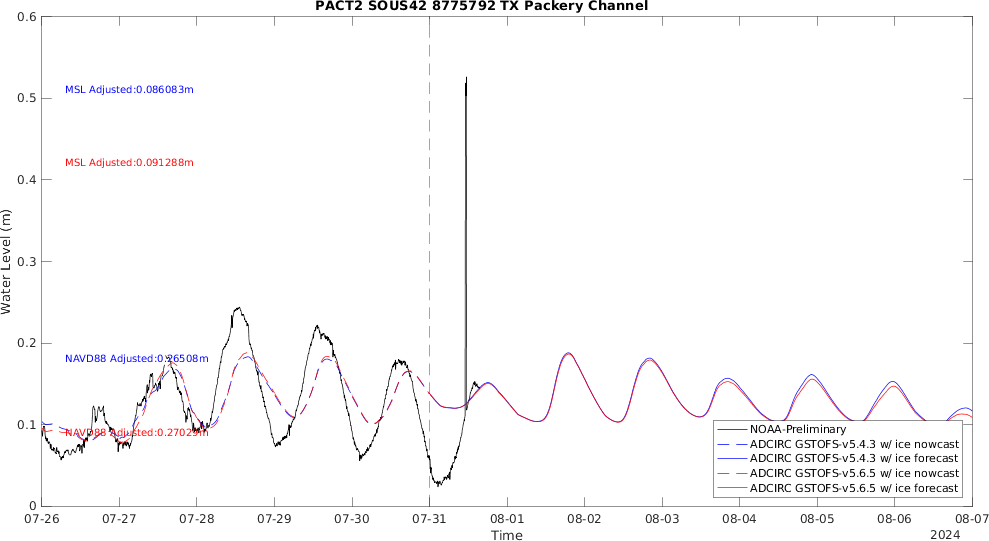 PACT2 SOUS42 8775792 TX Packery Channel
0.6
0.5
0.4
0.3
0.2
0.1
0
Water Level (m)
MSL Adjusted:0.086083m
MSL Adjusted:0.091288m
NAVD88 Adjusted:0.26508m
NAVD88 Adjusted:0.27029m
NOAA-Preliminary
ADCIRC GSTOFS-v5.4.3 w/ ice nowcast
ADCIRC GSTOFS-v5.4.3 w/ ice forecast
ADCIRC GSTOFS-v5.6.5 w/ ice nowcast
ADCIRC GSTOFS-v5.6.5 w/ ice forecast
07-26 07-27 07-28 07-29 07-30 07-31 08-01 08-02 08-03 08-04 08-05 08-06 08-07
Time
2024